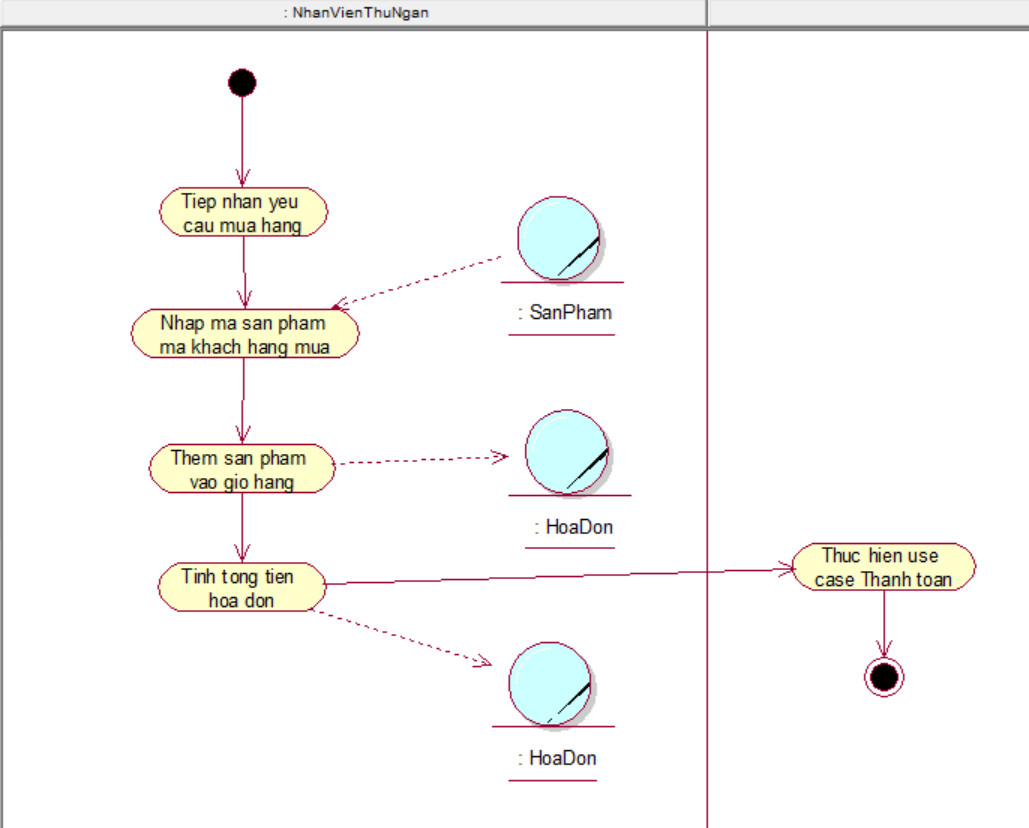 : NhanVienThuNgan
Tiep nhan yeu
cau mua hang
: SanPham
Nhap ma san pham
ma khach hang mua
Them san pham
vao gio hang
: HoaDon
Tinh tong tien
hoa don
Thuc hien use
case Thanh toan
: HoaDon